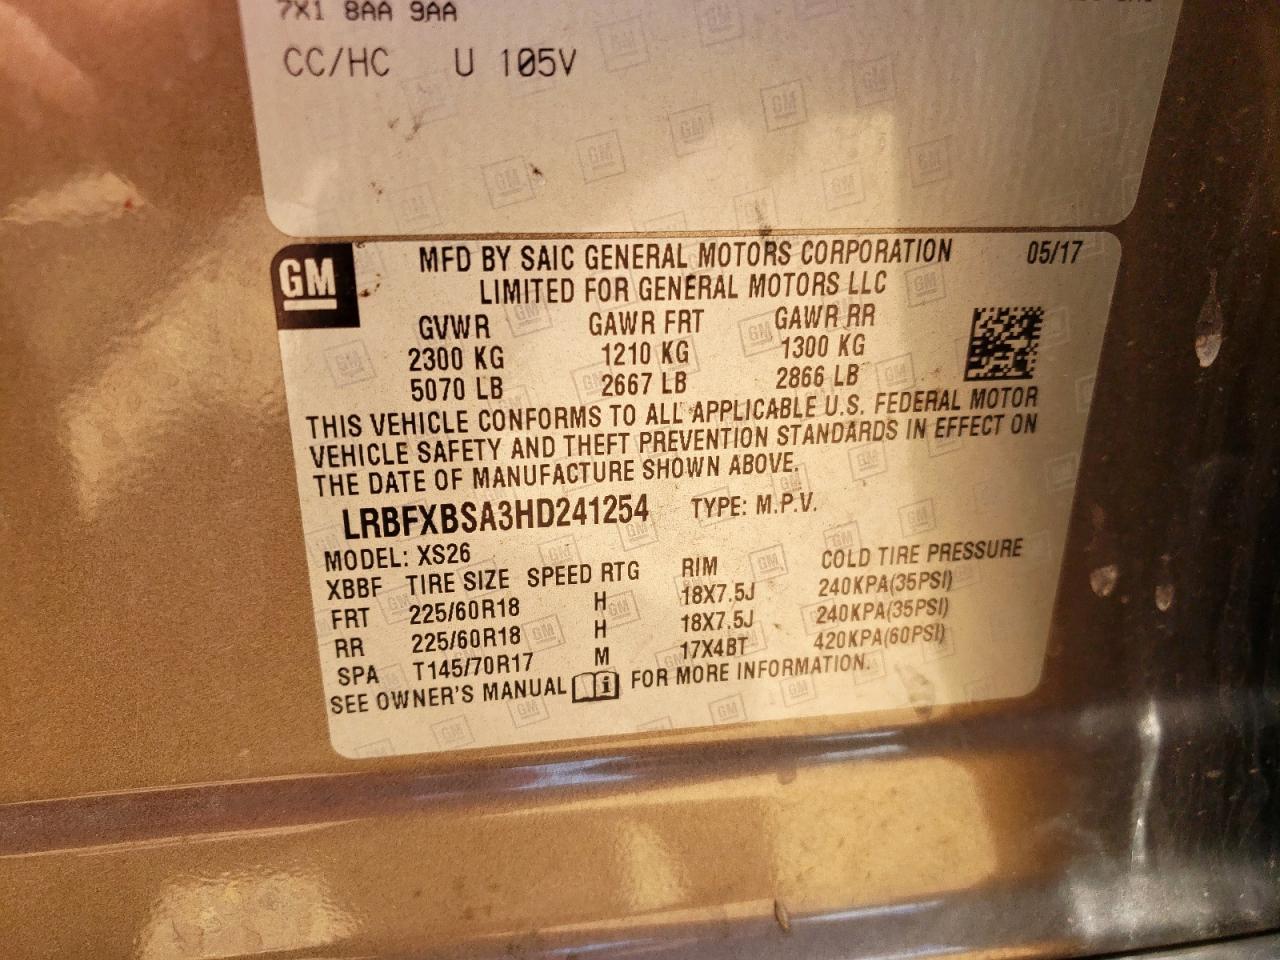 7X1 8AA 9AA
CC/HC U 105V
GM
MFD BY SAIC GENERAL MOTORS CORPORATION 05/17
LIMITED FOR GENERAL MOTORS LLC
GVWR GAWR FRT GAWR RR
2300 KG 1210 KG 1300 KG
5070 LB 2667 LB 2866 LB
THIS VEHICLE CONFORMS TO ALL APPLICABLE U.S. FEDERAL MOTOR
VEHICLE SAFETY AND THEFT PREVENTION STANDARDS IN EFFECT ON
THE DATE OF MANUFACTURE SHOWN ABOVE.
LRBFXBSA3HD241254 TYPE: M.P.V.
MODEL: XS26
XBBF TIRE SIZE SPEED RTG RIM COLD TIRE PRESSURE
FRT 225/60R18 H 18X7.5J 240KPA(35PSI)
RR 225/60R18 H 18X7.5J 240KPA(35PSI)
SPA T145/70R17 M 17X4BT 420KPA(60PSI)
SEE OWNER'S MANUAL FOR MORE INFORMATION.